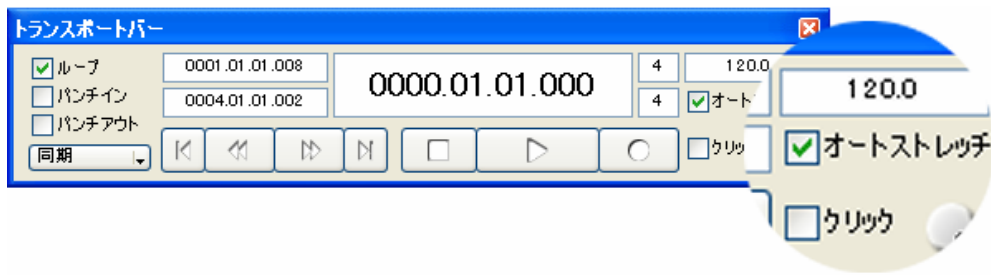 トランスポートバー
ループ
パンチイン
パンチアウト
同期
0001.01.01.008
0004.01.01.002
0000.01.01.000
4
4
120.0
オート
クリッ
120.0
オートストレッチ
クリック